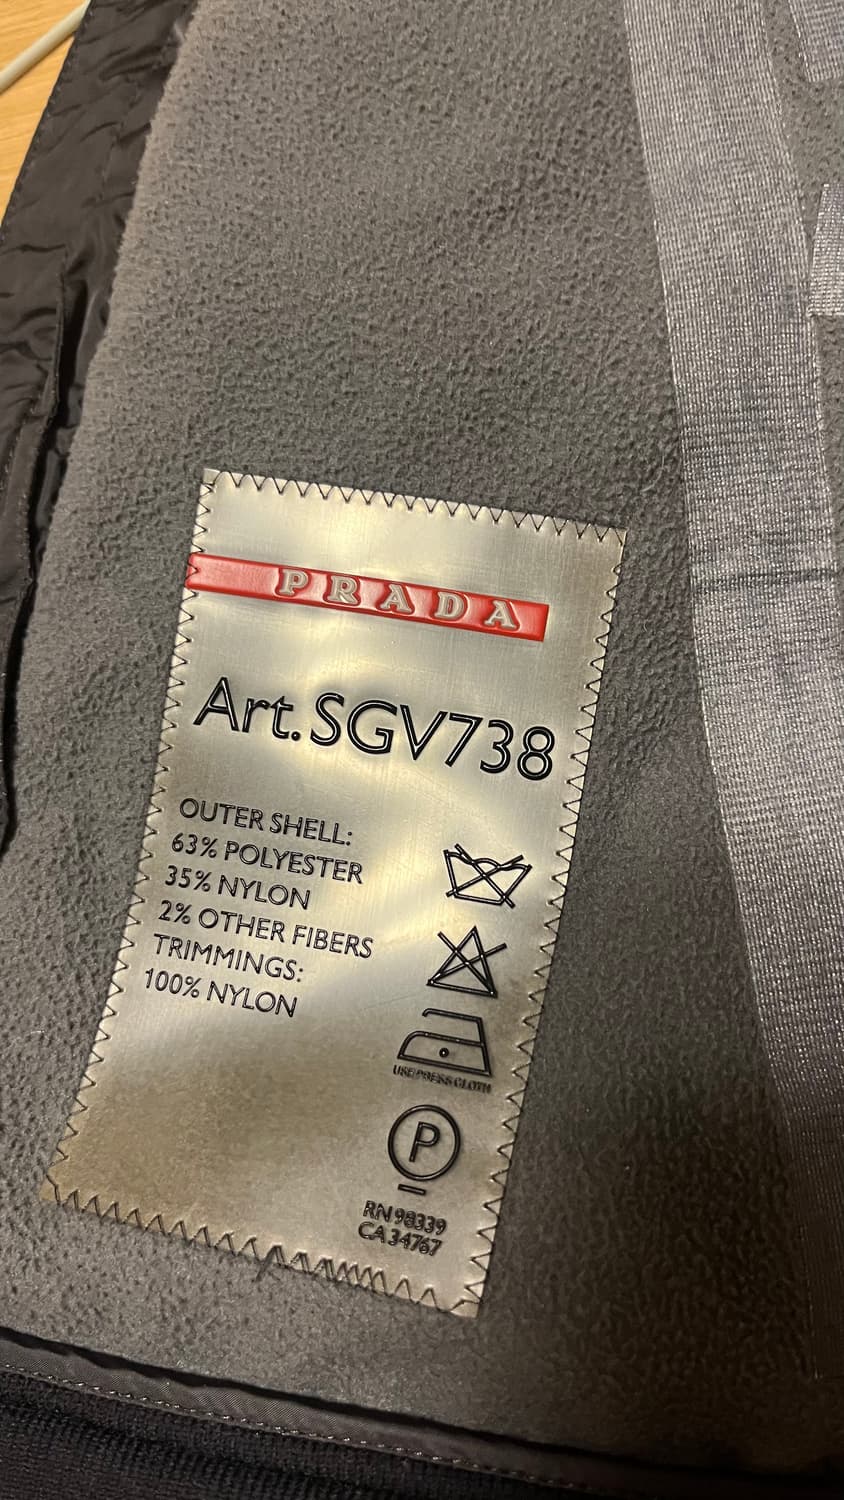 PRADA
Art. SGV738
OUTER SHELL:
63% POLYESTER
35% NYLON
2% OTHER FIBERS
TRIMMINGS:
100% NYLON
USE PRESS CLOTH
P
RN 98339
CA 34767